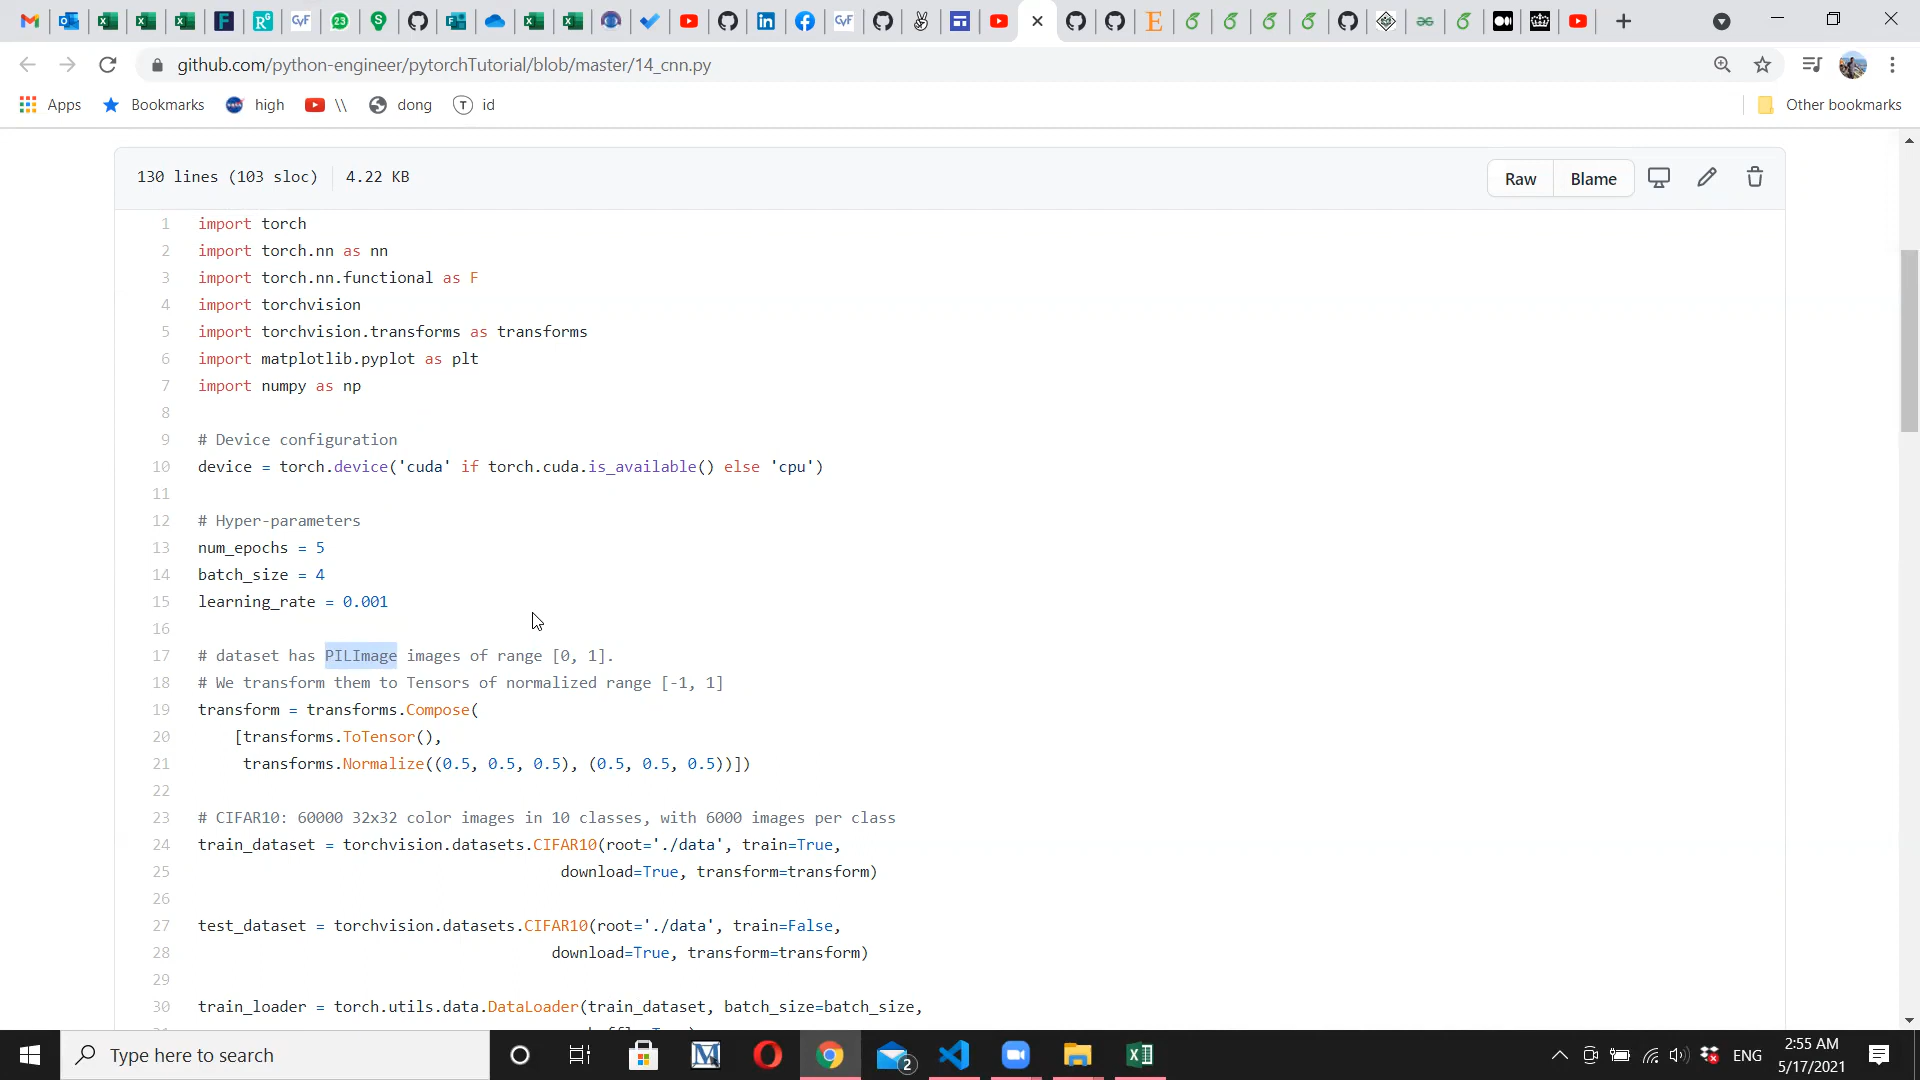 github.com/python-engineer/pytorchTutorial/blob/master/14_cnn.py
Apps Bookmarks high \\ dong id Other bookmarks
130 lines (103 sloc) 4.22 KB Raw Blame
1 import torch
2 import torch.nn as nn
3 import torch.nn.functional as F
4 import torchvision
5 import torchvision.transforms as transforms
6 import matplotlib.pyplot as plt
7 import numpy as np
8
9 # Device configuration
10 device = torch.device('cuda' if torch.cuda.is_available() else 'cpu')
11
12 # Hyper-parameters
13 num_epochs = 5
14 batch_size = 4
15 learning_rate = 0.001
16
17 # dataset has PILImage images of range [0, 1].
18 # We transform them to Tensors of normalized range [-1, 1]
19 transform = transforms.Compose(
20 [transforms.ToTensor(),
21 transforms.Normalize((0.5, 0.5, 0.5), (0.5, 0.5, 0.5))])
22
23 # CIFAR10: 60000 32x32 color images in 10 classes, with 6000 images per class
24 train_dataset = torchvision.datasets.CIFAR10(root='./data', train=True,
25 download=True, transform=transform)
26
27 test_dataset = torchvision.datasets.CIFAR10(root='./data', train=False,
28 download=True, transform=transform)
29
30 train_loader = torch.utils.data.DataLoader(train_dataset, batch_size=batch_size,
Type here to search
2
ENG
2:55 AM
5/17/2021